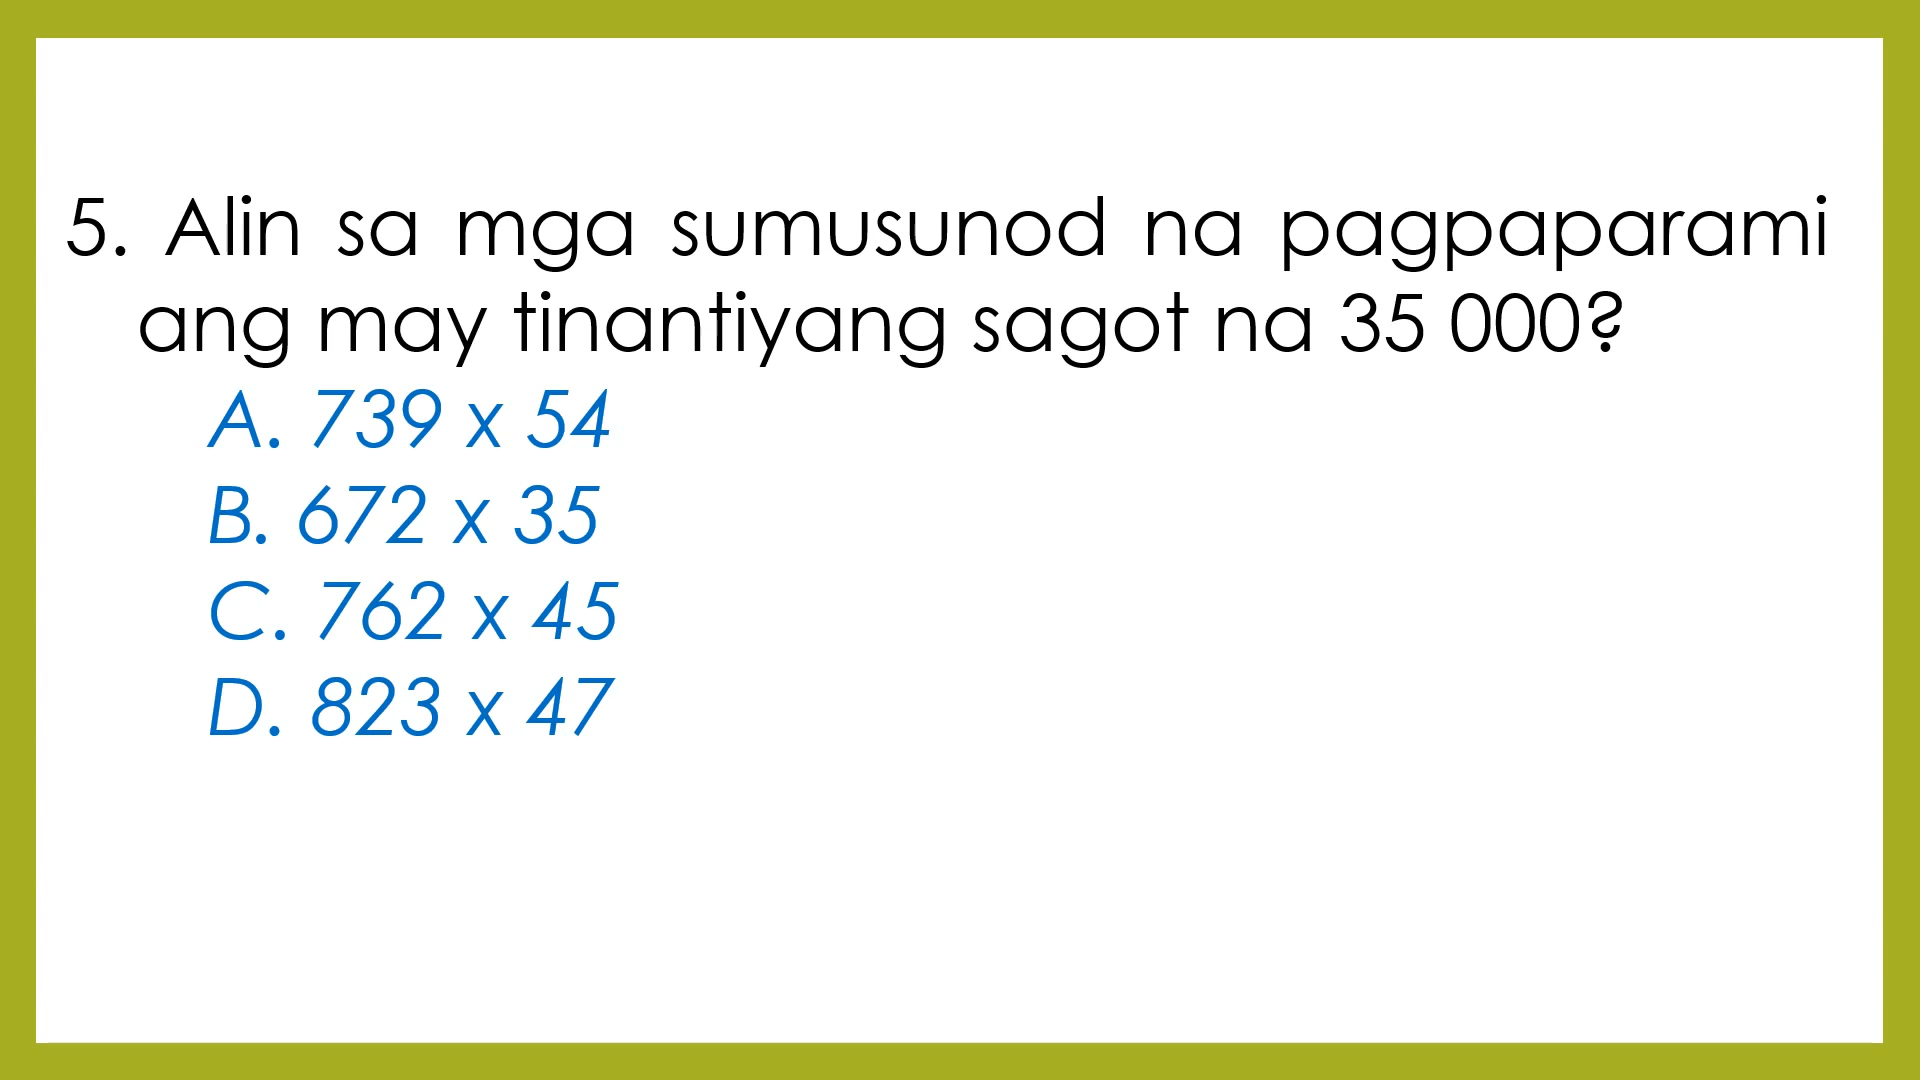 5. Alin sa mga sumusunod na pagpaparami
ang may tinantiyang sagot na 35 000?
A. 739 x 54
B. 672 x 35
C. 762 x 45
D. 823 x 47